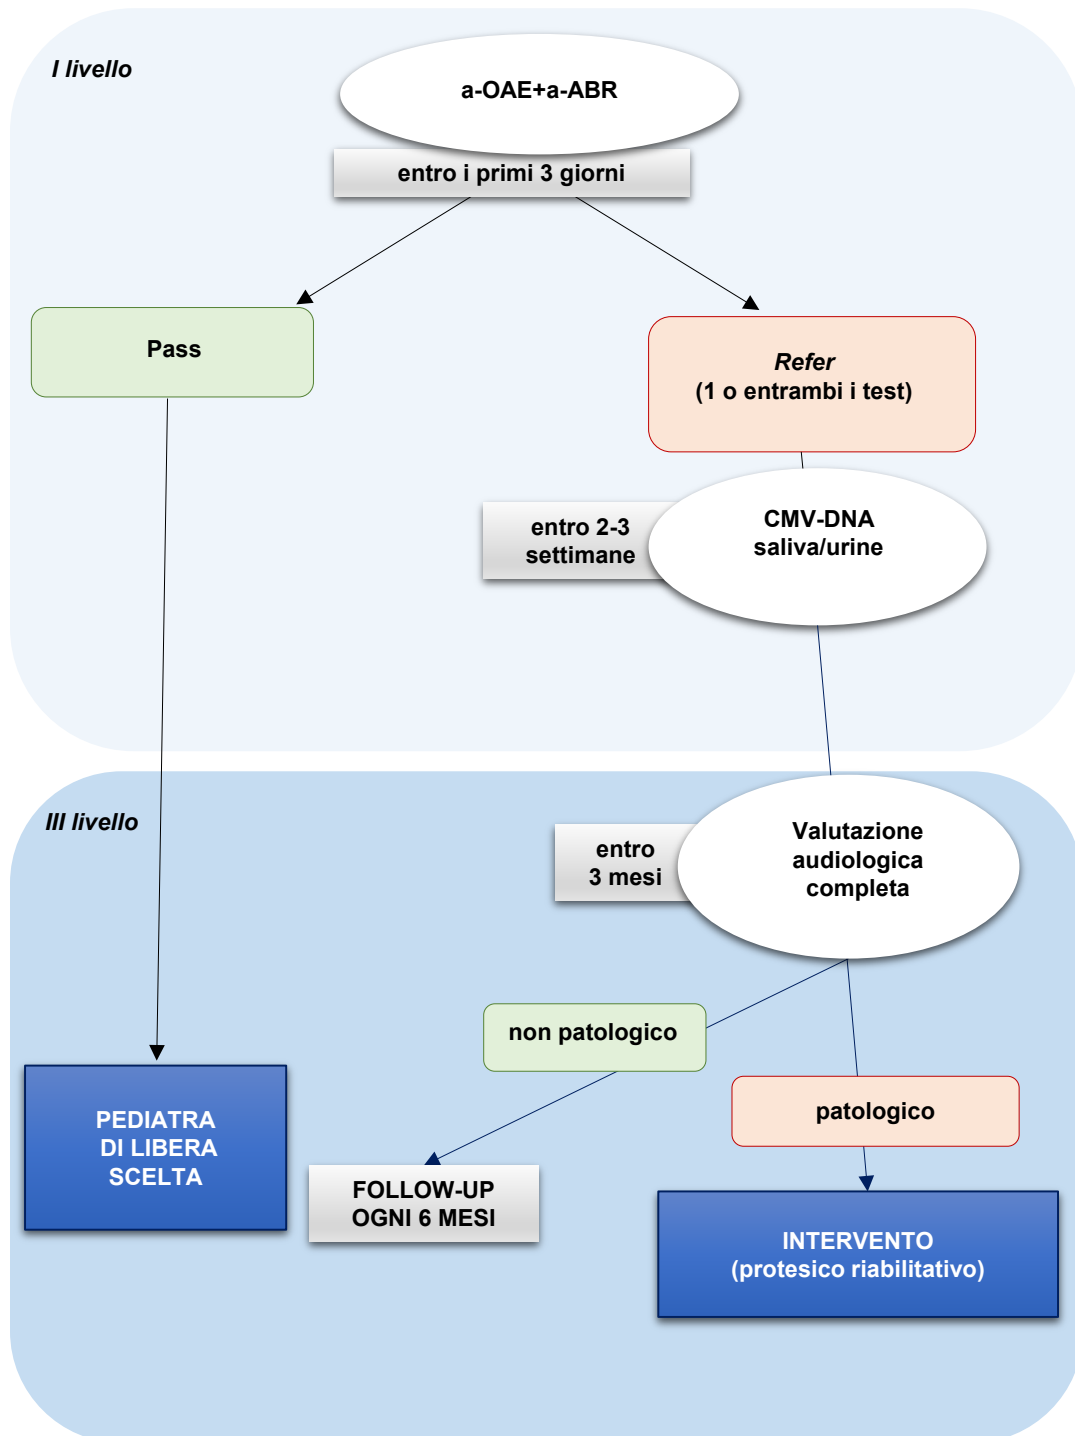 I livello
a-OAE+a-ABR
entro i primi 3 giorni
Pass
Refer
(1 o entrambi i test)
entro 2-3
settimane
CMV-DNA
saliva/urine
III livello
entro
3 mesi
Valutazione
audiologica
completa
non patologico
patologico
PEDIATRA
DI LIBERA
SCELTA
FOLLOW-UP
OGNI 6 MESI
INTERVENTO
(protesico riabilitativo)